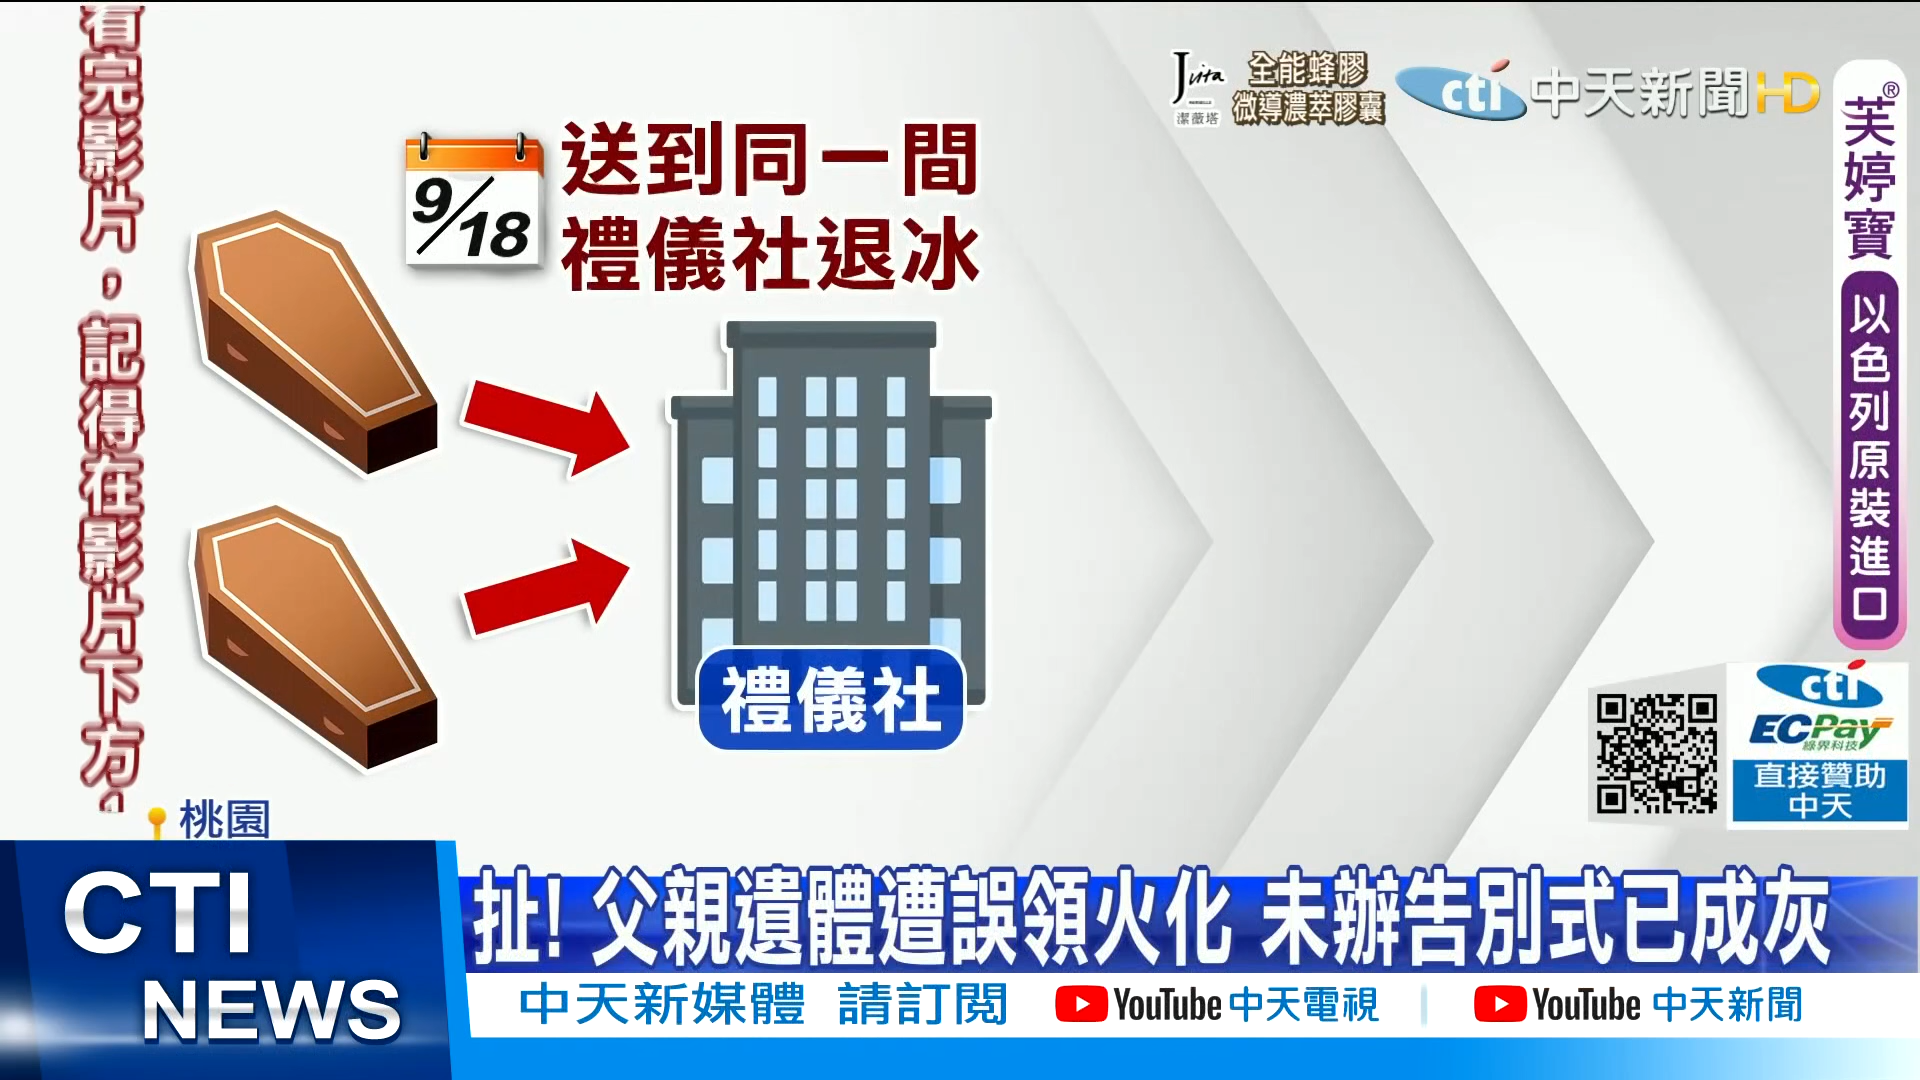 看完影片，記得在影片下方，
9/18
送到同一間
禮儀社退冰
禮儀社
Jvita
潔薇塔
全能蜂膠
微導濃萃膠囊
cti 中天新聞HD
芙婷寶®
以色列原裝進口
cti
ECPay
綠界科技
直接贊助
中天
桃園
CTI
NEWS
扯! 父親遺體遭誤領火化 未辦告別式已成灰
中天新媒體 請訂閱 YouTube 中天電視 | YouTube 中天新聞